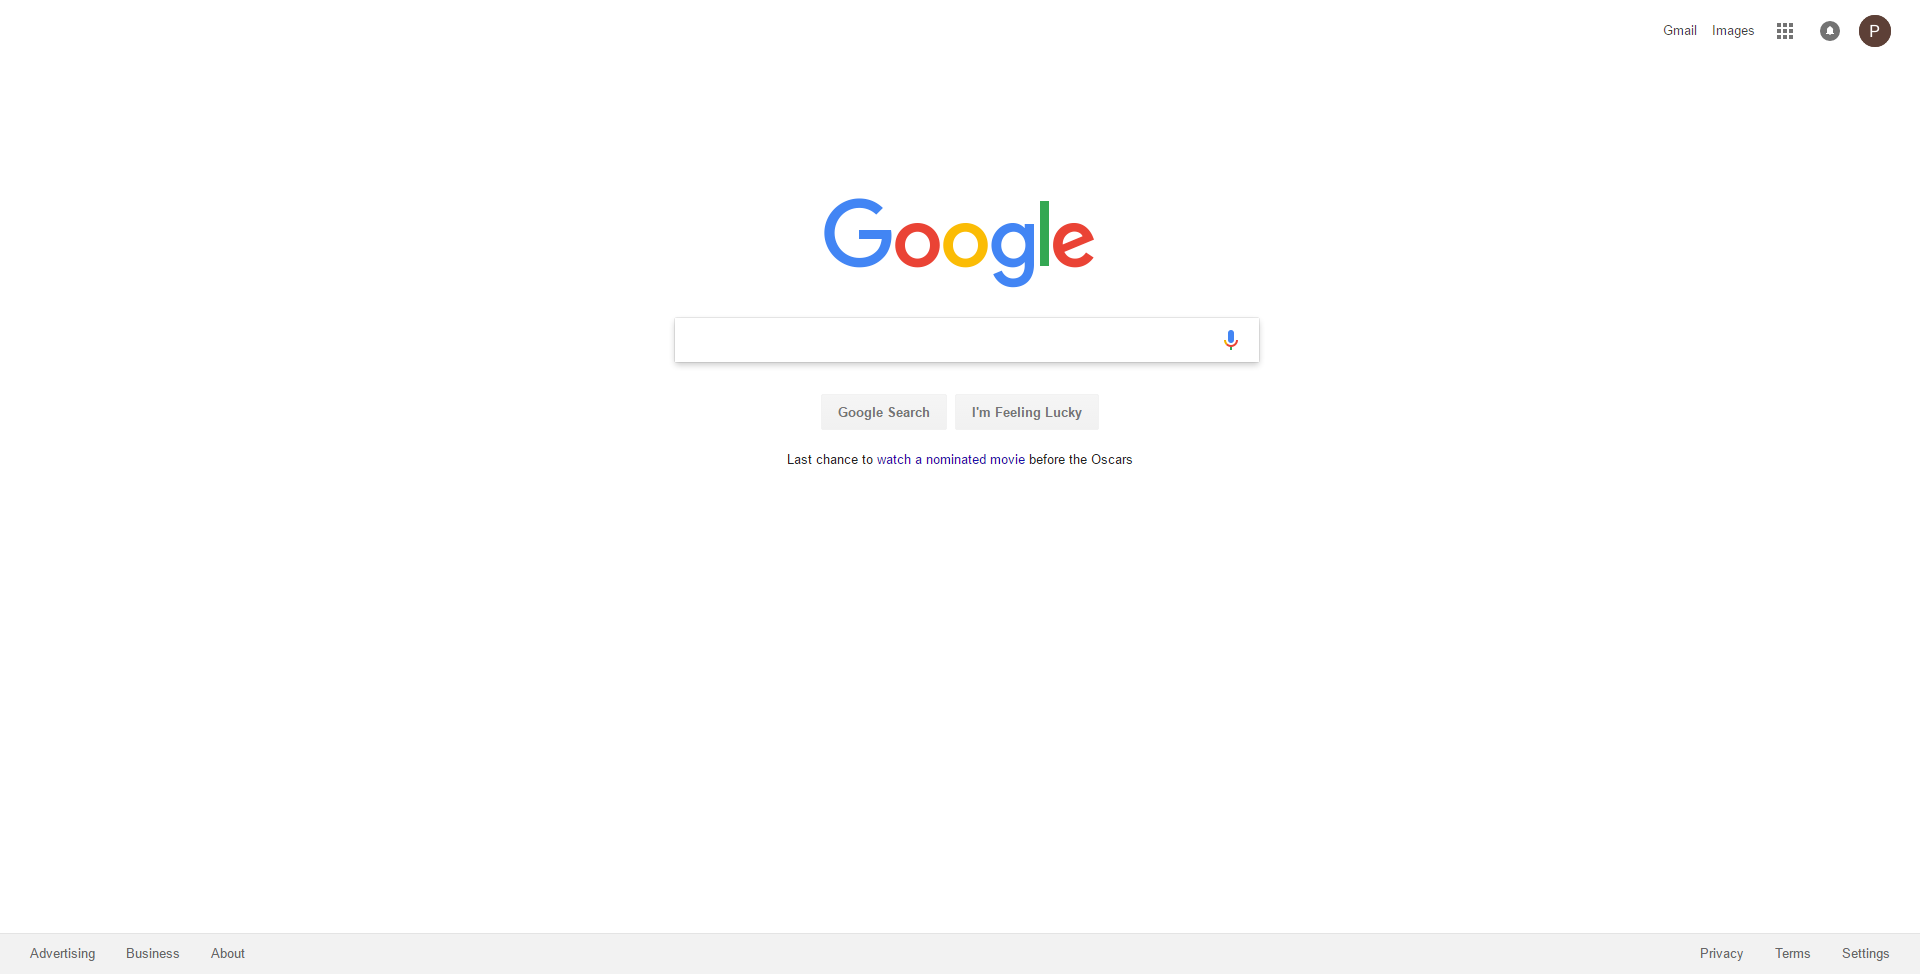 Gmail Images P
Google
Google Search I'm Feeling Lucky
Last chance to watch a nominated movie before the Oscars
Advertising Business About Privacy Terms Settings